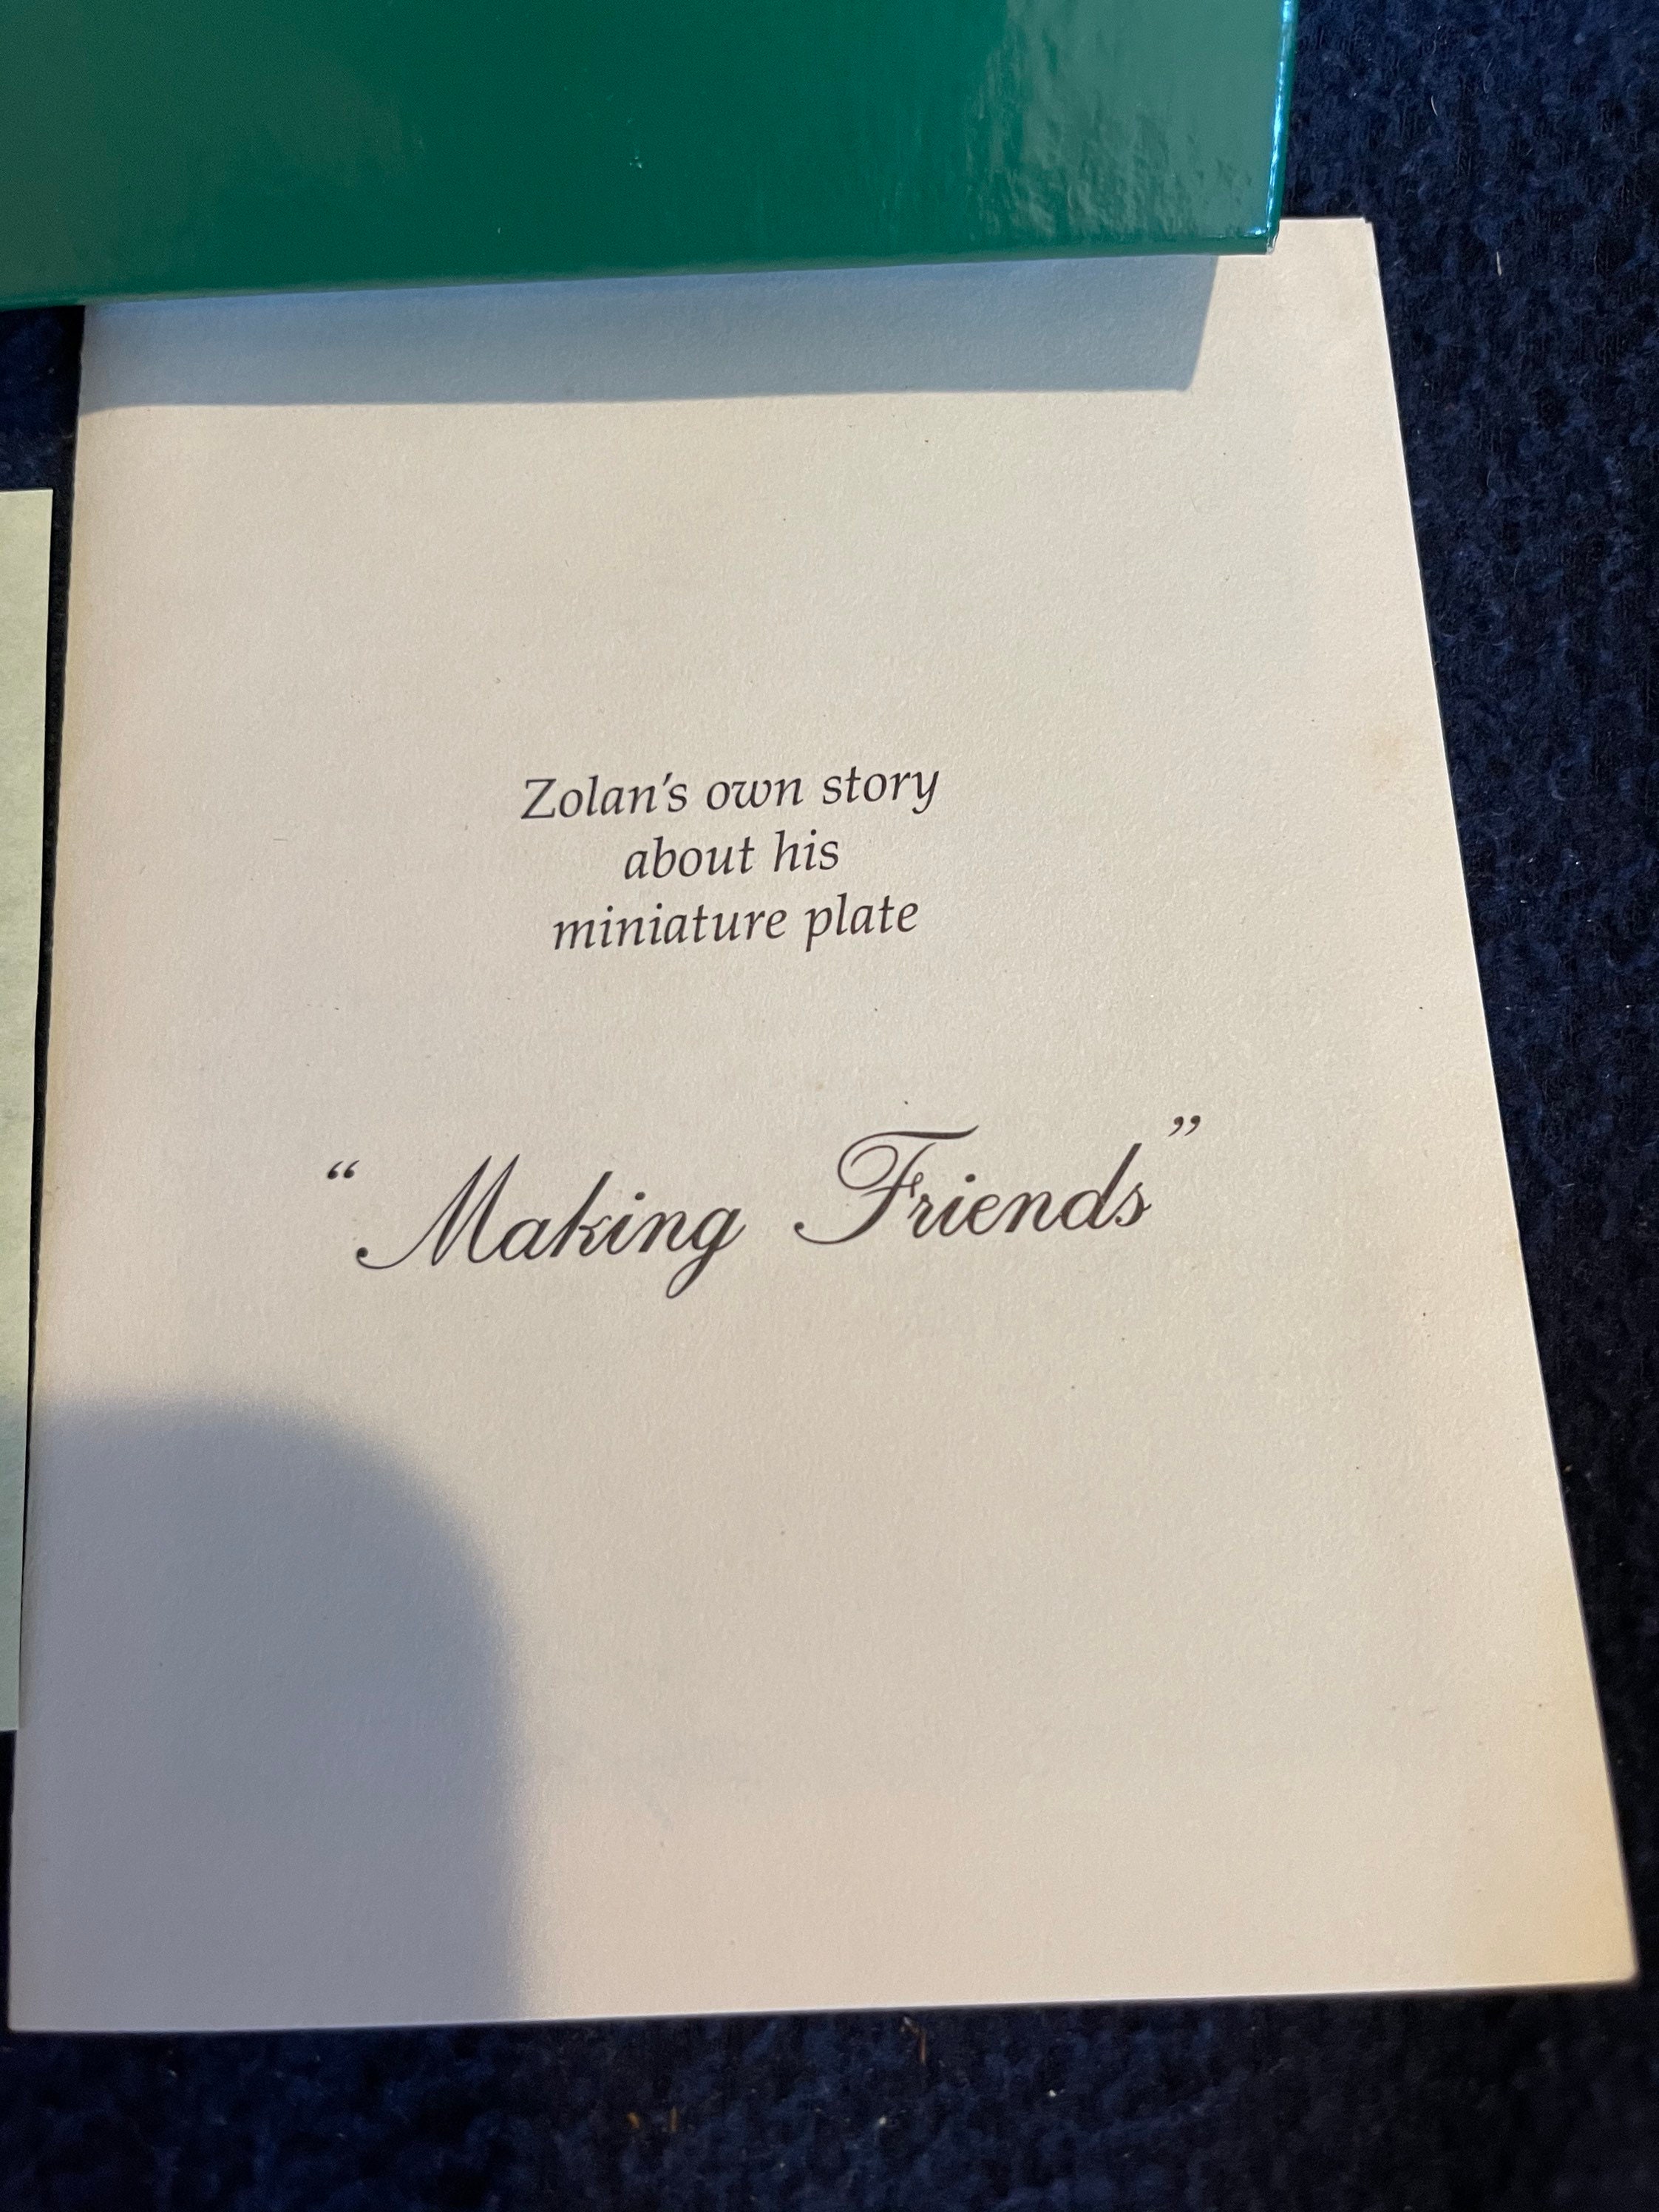 Zolan's own story
about his
miniature plate
“Making Friends”